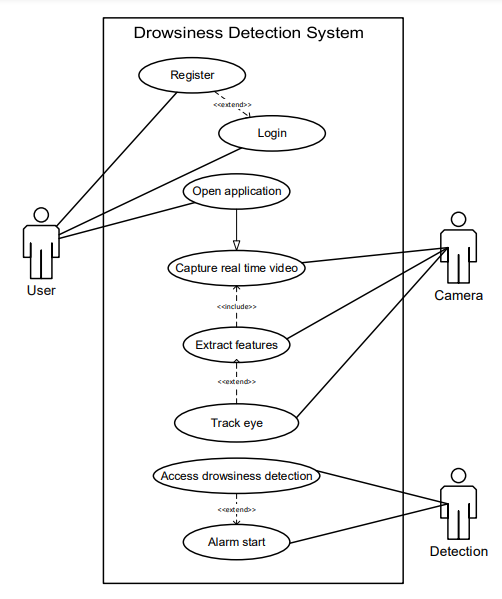 Drowsiness Detection System
Register
<<extend>>
Login
Open application
User
Capture real time video
Camera
<<include>>
Extract features
<<extend>>
Track eye
Access drowsiness detection
<<extend>>
Alarm start
Detection